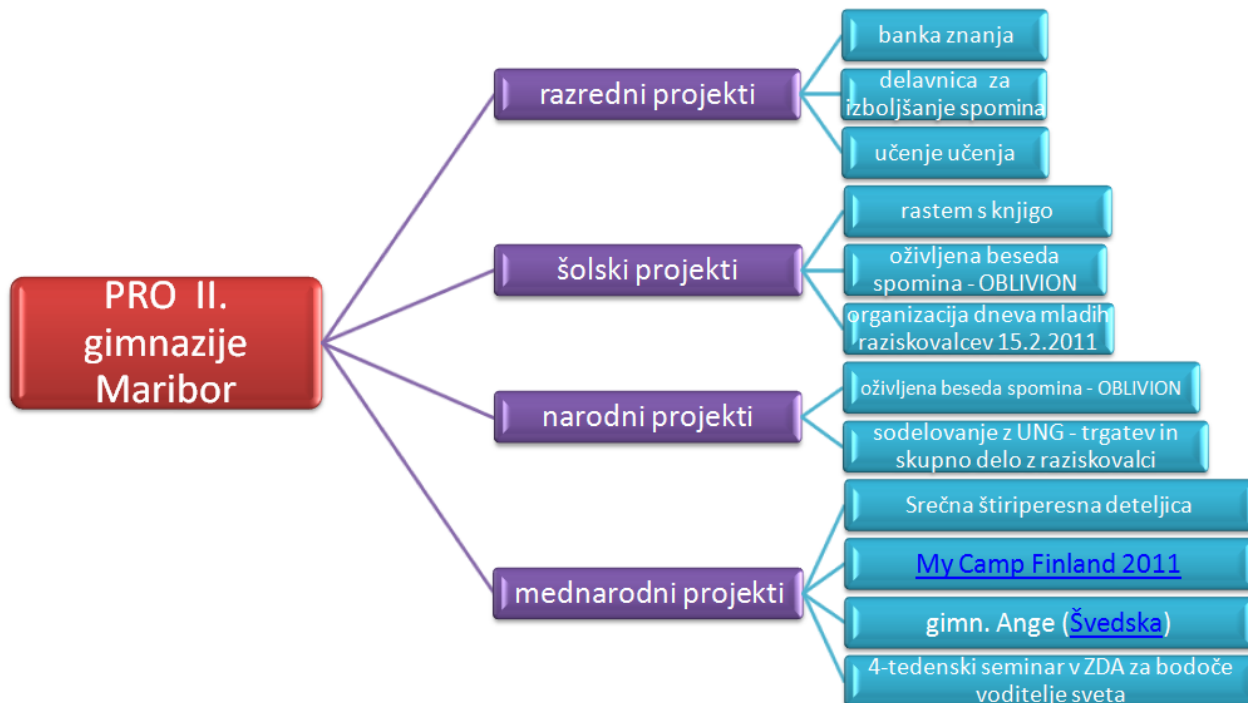 PRO II.
gimnazije
Maribor
razredni projekti
banka znanja
delavnica za
izboljšanje spomina
učenje učenja
šolski projekti
rastem s knjigo
oživljena beseda
spomina - OBLIVION
organizacija dneva mladih
raziskovalcev 15.2.2011
narodni projekti
oživljena beseda spomina - OBLIVION
sodelovanje z UNG - trgatev in
skupno delo z raziskovalci
mednarodni projekti
Srečna štiriperesna deteljica
My Camp Finland 2011
gimn. Ange (Švedska)
4-tedenski seminar v ZDA za bodoče
voditelje sveta